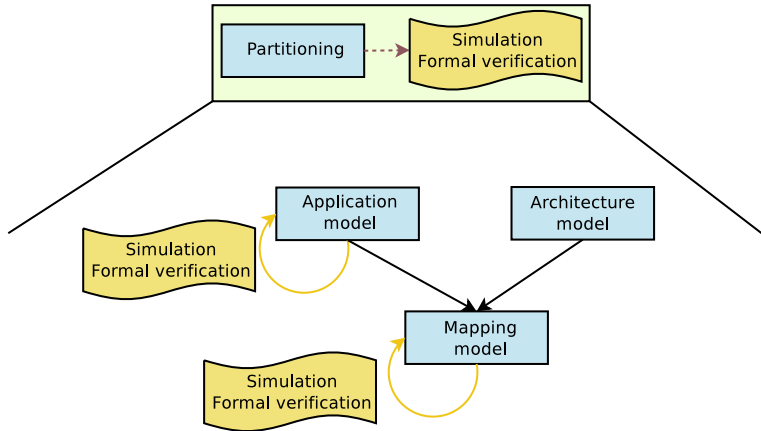 Partitioning
Simulation
Formal verification
Application
model
Architecture
model
Simulation
Formal verification
Mapping
model
Simulation
Formal verification